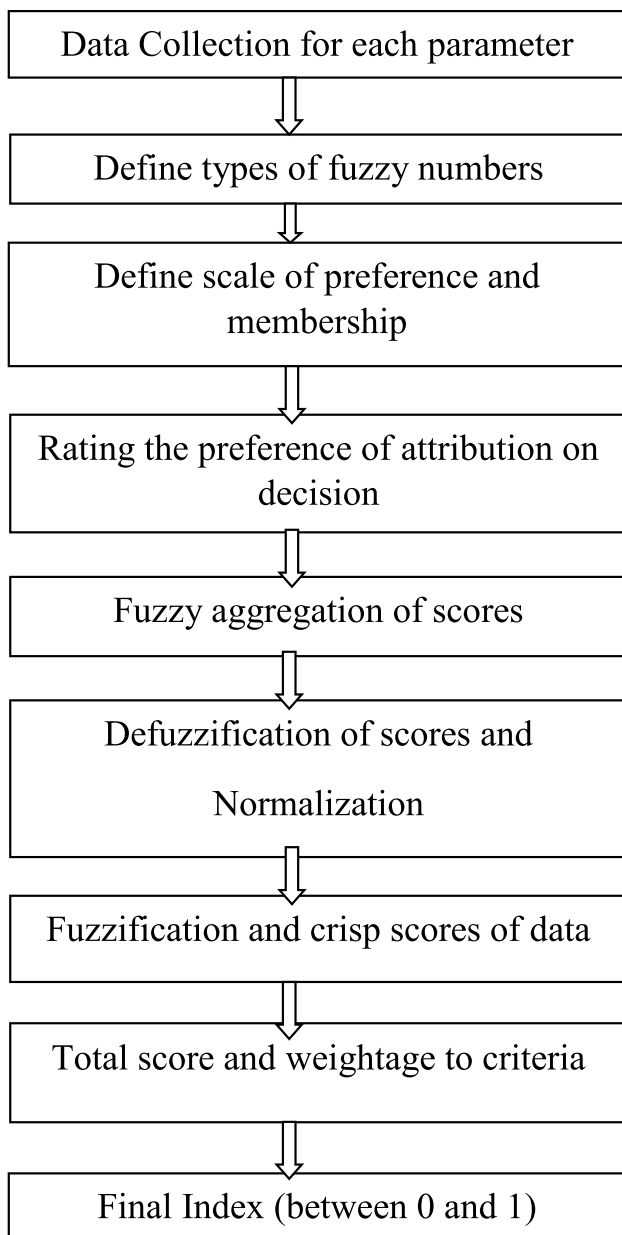 Data Collection for each parameter
Define types of fuzzy numbers
Define scale of preference and
membership
Rating the preference of attribution on
decision
Fuzzy aggregation of scores
Defuzzification of scores and
Normalization
Fuzzification and crisp scores of data
Total score and weightage to criteria
Final Index (between 0 and 1)